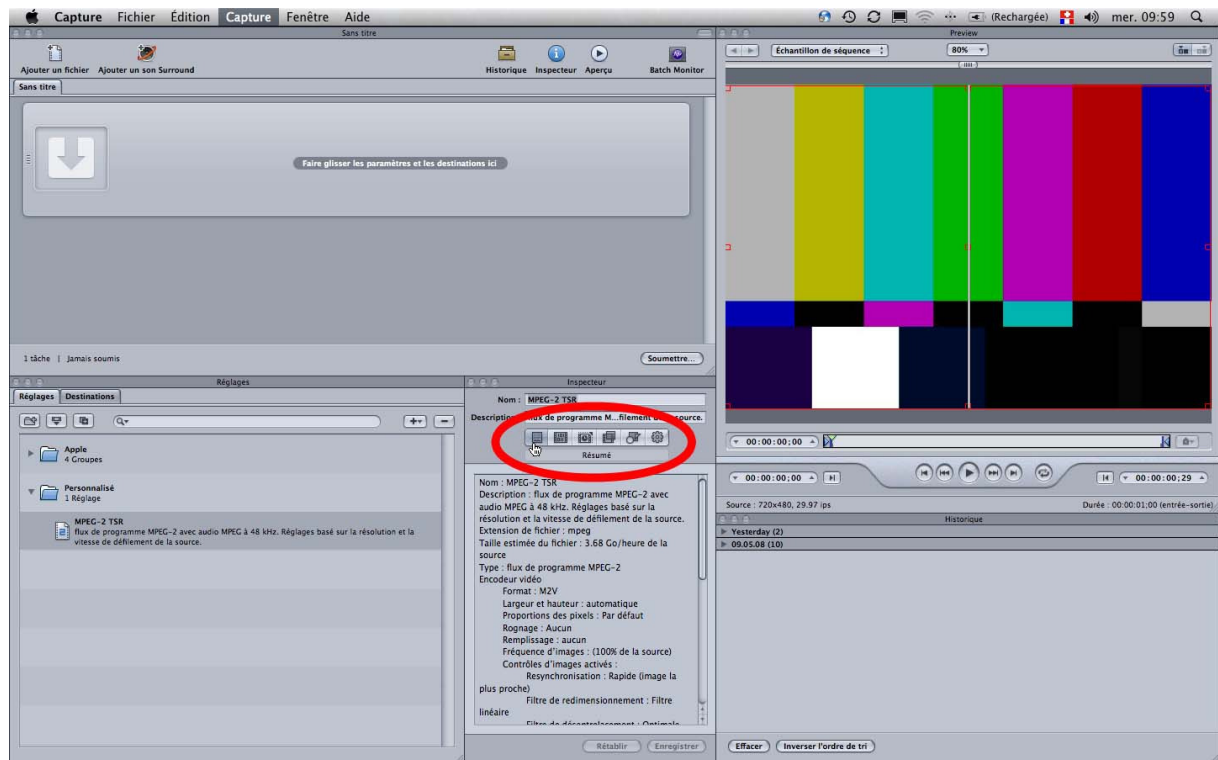 Capture Fichier Édition Capture Fenêtre Aide (Rechargée) mer. 09:59
Sans titre
Ajouter un fichier Ajouter un son Surround Historique Inspecteur Aperçu Batch Monitor
Sans titre
Faire glisser les paramètres et les destinations ici
1 tâche | Jamais soumis Soumettre...
Preview
Échantillon de séquence 80%
00:00:00;00
00:00:00;00 00:00:00;29
Source : 720x480, 29.97 ips Durée : 00:00:01;00 (entrée-sortie)
Réglages
Réglages Destinations
Apple
4 Groupes
Personnalisé
1 Réglage
MPEG-2 TSR
flux de programme MPEG-2 avec audio MPEG à 48 kHz. Réglages basé sur la résolution et la
vitesse de défilement de la source.
Inspecteur
Nom : MPEG-2 TSR
flux de programme M...filement source.
Résumé
Nom : MPEG-2 TSR
Description : flux de programme MPEG-2 avec
audio MPEG à 48 kHz. Réglages basé sur la
résolution et la vitesse de défilement de la source.
Extension de fichier : mpeg
Taille estimée du fichier : 3.68 Go/heure de la
source
Type : flux de programme MPEG-2
Encodeur vidéo
Format : M2V
Largeur et hauteur : automatique
Proportions des pixels : Par défaut
Rognage : Aucun
Remplissage : aucun
Fréquence d'images : (100% de la source)
Contrôles d'images activés :
Resynchronisation : Rapide (image la
plus proche)
Filtre de redimensionnement : Filtre
linéaire
Filtre de désentrelacement : Optimale
Rétablir Enregistrer
Historique
Yesterday (2)
09.05.08 (10)
Effacer Inverser l'ordre de tri